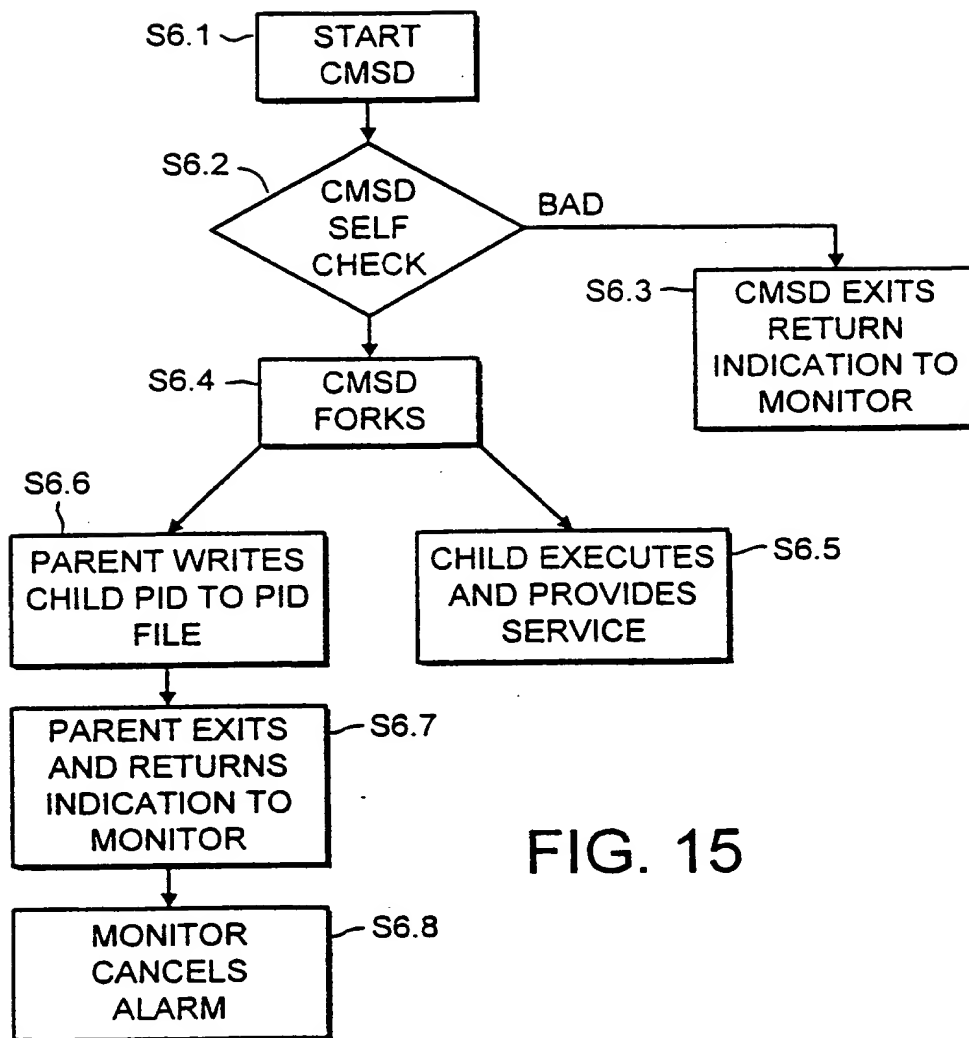 S6.1
START
CMSD
S6.2
CMSD
SELF
CHECK
BAD
S6.3
CMSD EXITS
RETURN
INDICATION TO
MONITOR
S6.4
CMSD
FORKS
S6.6
PARENT WRITES
CHILD PID TO PID
FILE
CHILD EXECUTES
AND PROVIDES
SERVICE
S6.5
PARENT EXITS
AND RETURNS
INDICATION TO
MONITOR
S6.7
MONITOR
CANCELS
ALARM
S6.8
FIG. 15